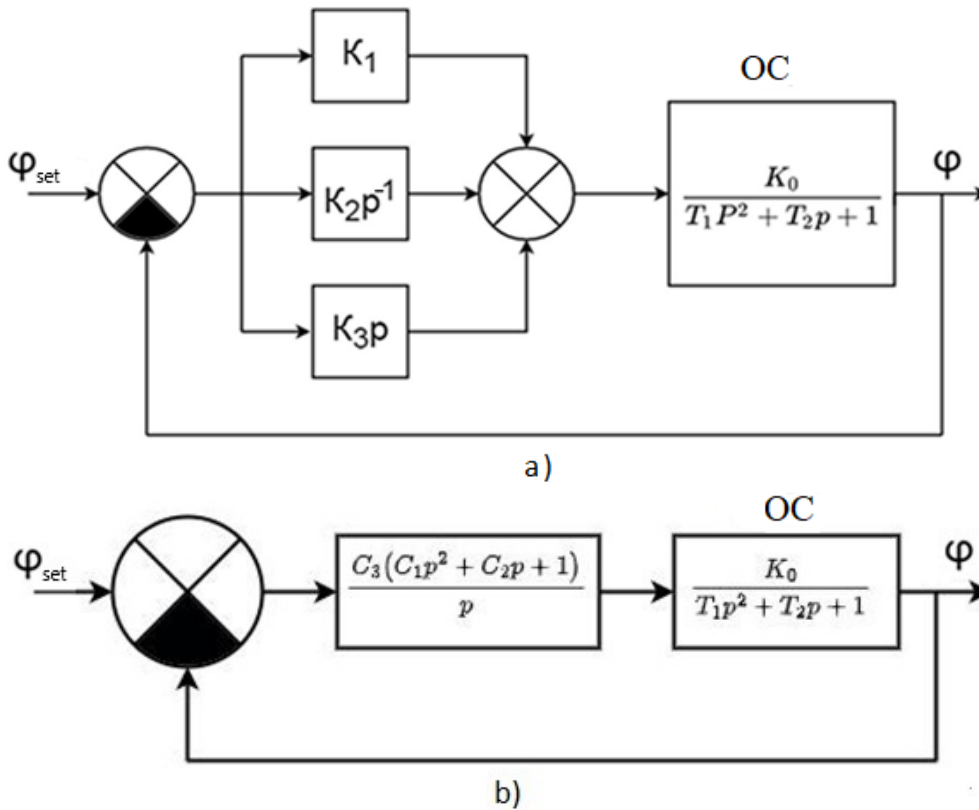 K₁
OC
φset
K₂p⁻¹
φ
K₀
T₁P² + T₂p + 1
K₃p
a)
OC
φset
C₃(C₁p² + C₂p + 1)
p
K₀
T₁p² + T₂p + 1
φ
b)